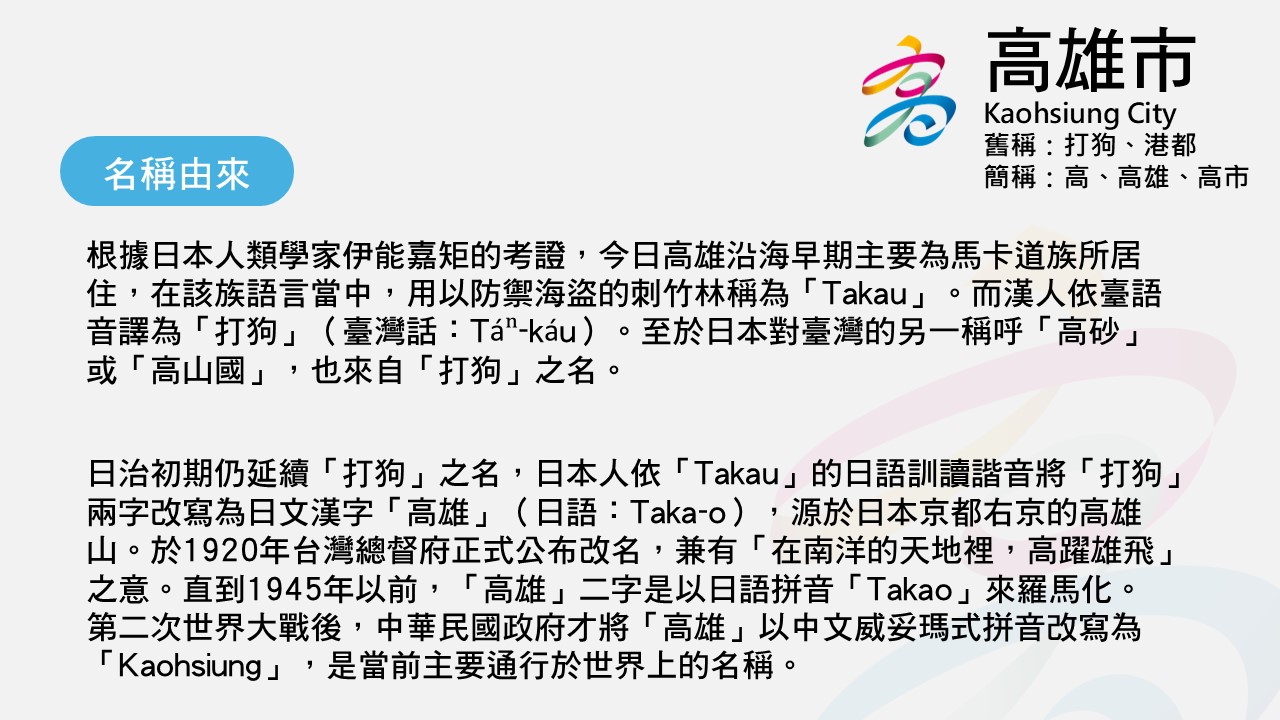 高雄市
Kaohsiung City
舊稱：打狗、港都
簡稱：高、高雄、高市
名稱由來
根據日本人類學家伊能嘉矩的考證，今日高雄沿海早期主要為馬卡道族所居
住，在該族語言當中，用以防禦海盜的刺竹林稱為「Takau」。而漢人依臺語
音譯為「打狗」（臺灣話：Táⁿ-káu）。至於日本對臺灣的另一稱呼「高砂」
或「高山國」，也來自「打狗」之名。
日治初期仍延續「打狗」之名，日本人依「Takau」的日語訓讀諧音將「打狗」
兩字改寫為日文漢字「高雄」（日語：Taka-o），源於日本京都右京的高雄
山。於1920年台灣總督府正式公布改名，兼有「在南洋的天地裡，高躍雄飛」
之意。直到1945年以前，「高雄」二字是以日語拼音「Takao」來羅馬化。
第二次世界大戰後，中華民國政府才將「高雄」以中文威妥瑪式拼音改寫為
「Kaohsiung」，是當前主要通行於世界上的名稱。